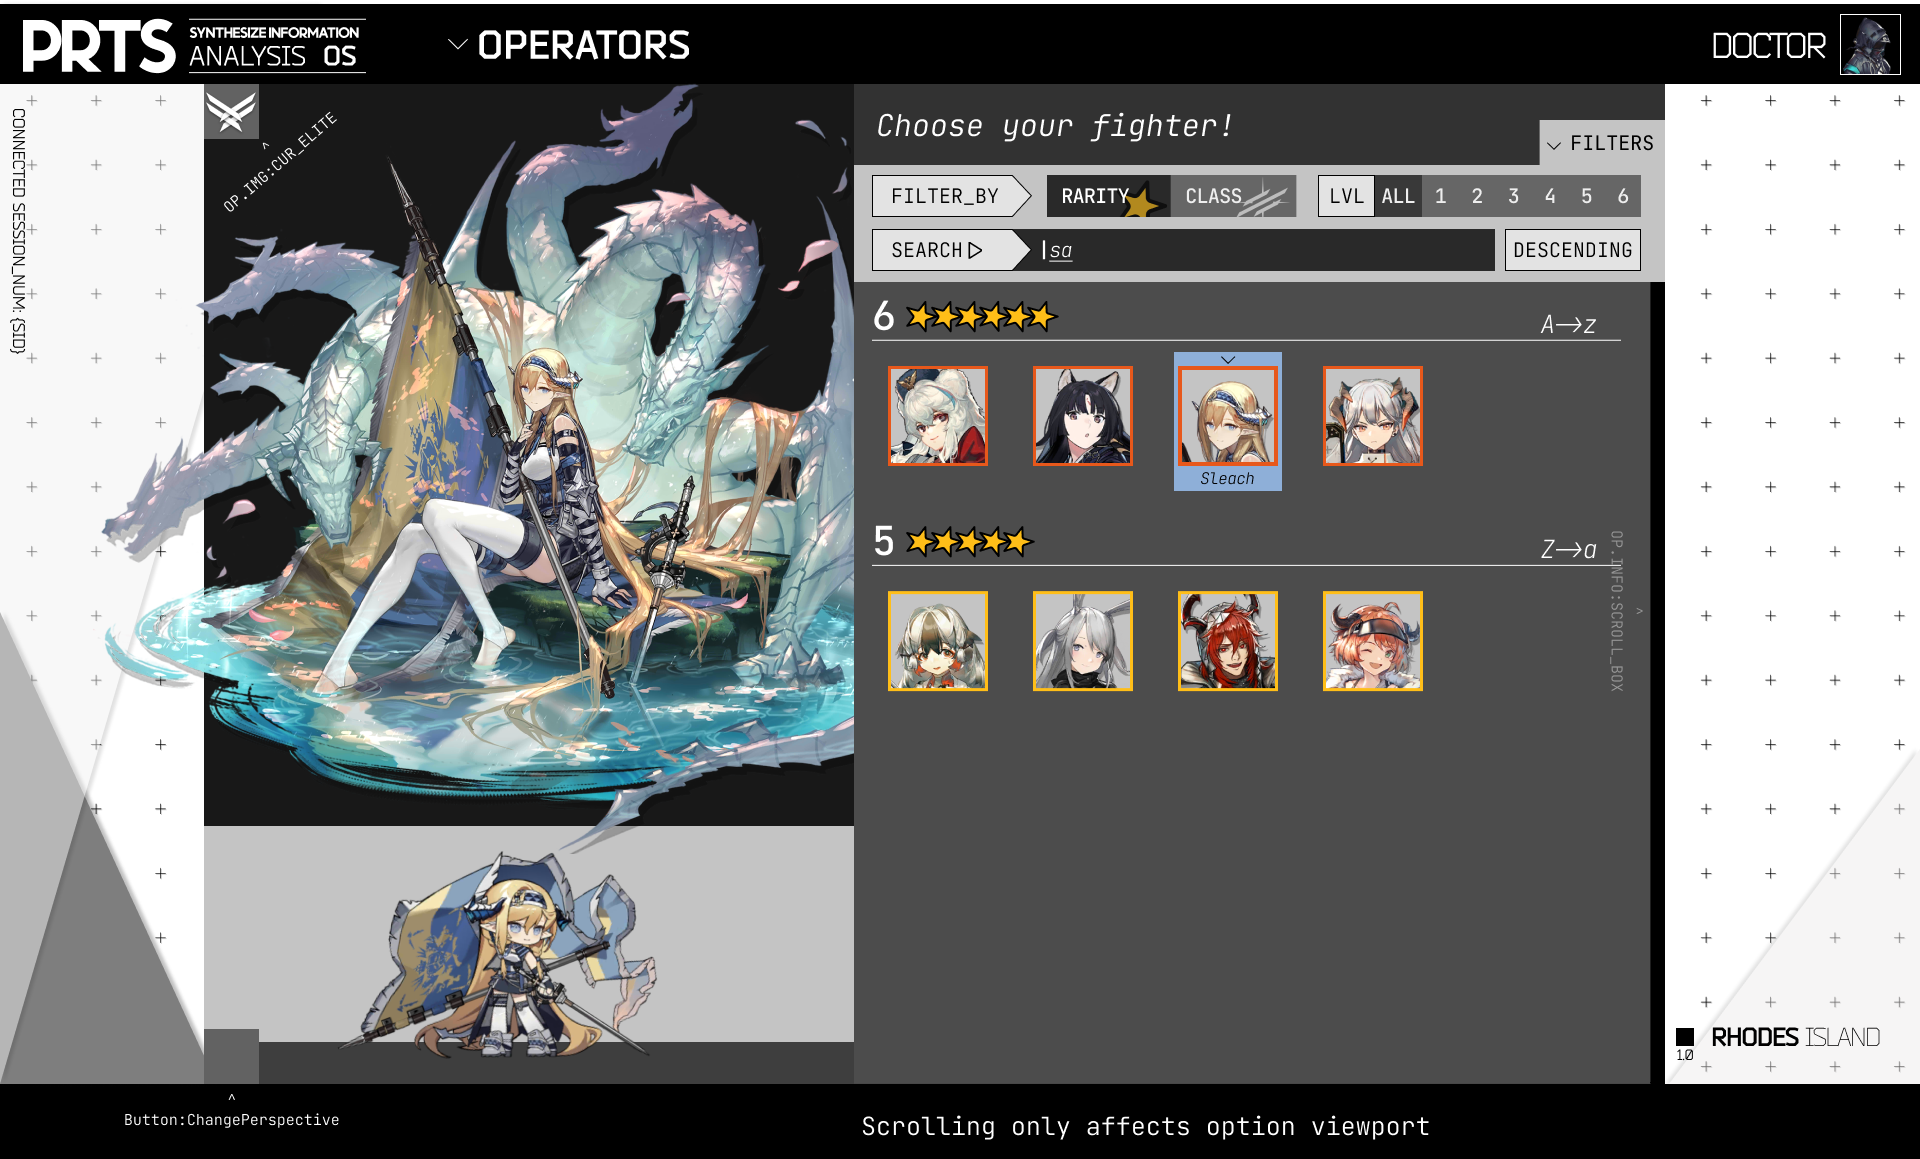 PRTS
SYNTHESIZE INFORMATION
ANALYSIS OS
OPERATORS
DOCTOR
CONNECTED SESSION_NUM: {SID}
^
OP.IMG:CUR_ELITE
Choose your fighter!
FILTERS
FILTER_BY
RARITY
CLASS
LVL ALL 1 2 3 4 5 6
SEARCH
sa
DESCENDING
6
A→z
Sleach
5
Z→a
OP.INFO:SCROLL_BOX
>
RHODES ISLAND
1.0
^
Button:ChangePerspective
Scrolling only affects option viewport